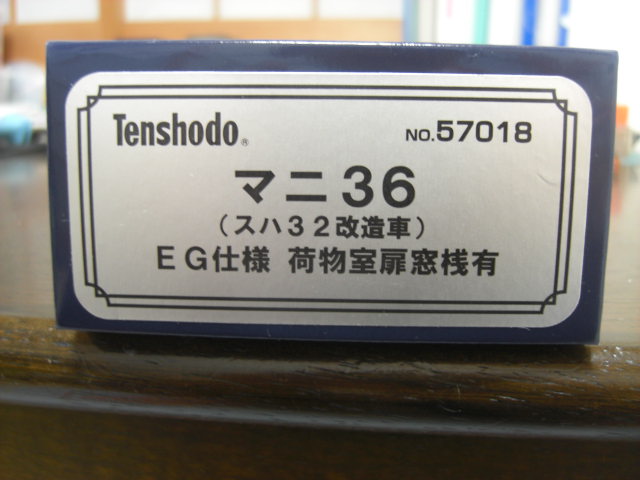 Tenshodo® NO.57018
マニ36
(スハ32改造車)
EG仕様 荷物室扉窓桟有